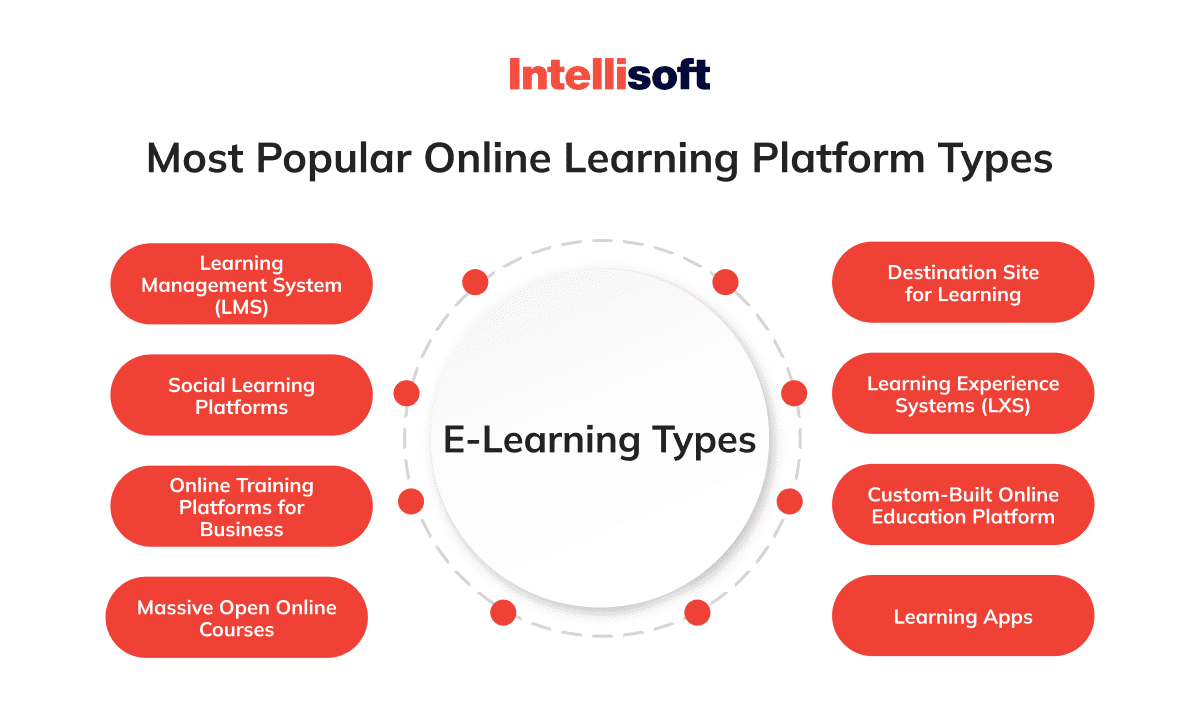 Intellisoft
Most Popular Online Learning Platform Types
Learning
Management System
(LMS)
Social Learning
Platforms
Online Training
Platforms for
Business
Massive Open Online
Courses
E-Learning Types
Destination Site
for Learning
Learning Experience
Systems (LXS)
Custom-Built Online
Education Platform
Learning Apps